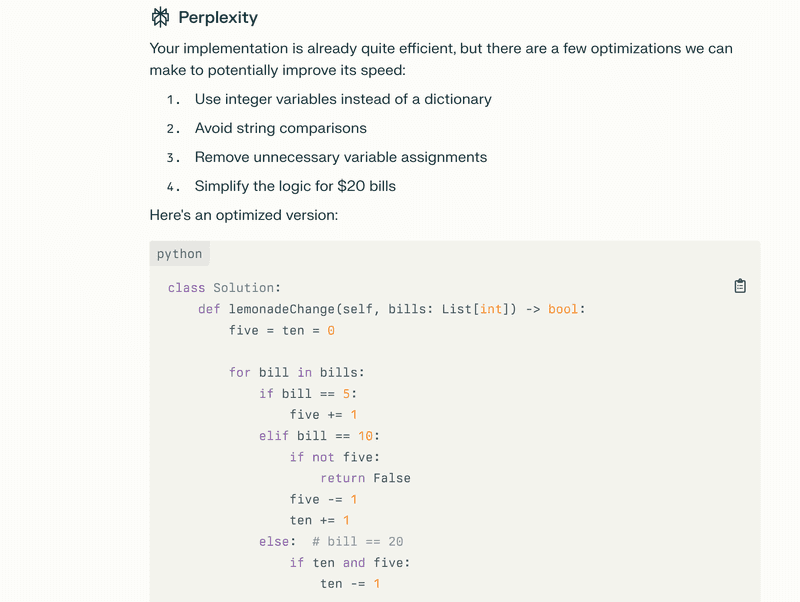 Perplexity
Your implementation is already quite efficient, but there are a few optimizations we can
make to potentially improve its speed:
1. Use integer variables instead of a dictionary
2. Avoid string comparisons
3. Remove unnecessary variable assignments
4. Simplify the logic for $20 bills
Here's an optimized version:
python
class Solution:
    def lemonadeChange(self, bills: List[int]) -> bool:
        five = ten = 0

        for bill in bills:
            if bill == 5:
                five += 1
            elif bill == 10:
                if not five:
                    return False
                five -= 1
                ten += 1
            else:  # bill == 20
                if ten and five:
                    ten -= 1